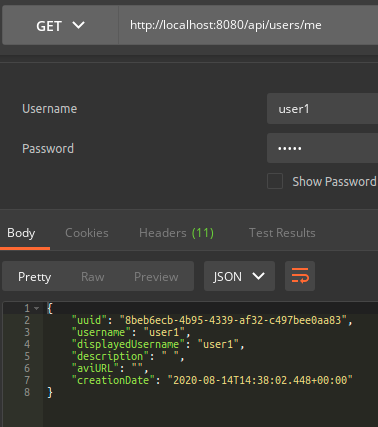 GET http://localhost:8080/api/users/me
Username user1
Password •••••
Show Password
Body Cookies Headers (11) Test Results
Pretty Raw Preview JSON
1 {
2 "uuid": "8beb6ecb-4b95-4339-af32-c497bee0aa83",
3 "username": "user1",
4 "displayedUsername": "user1",
5 "description": " ",
6 "aviURL": "",
7 "creationDate": "2020-08-14T14:38:02.448+00:00"
8 }